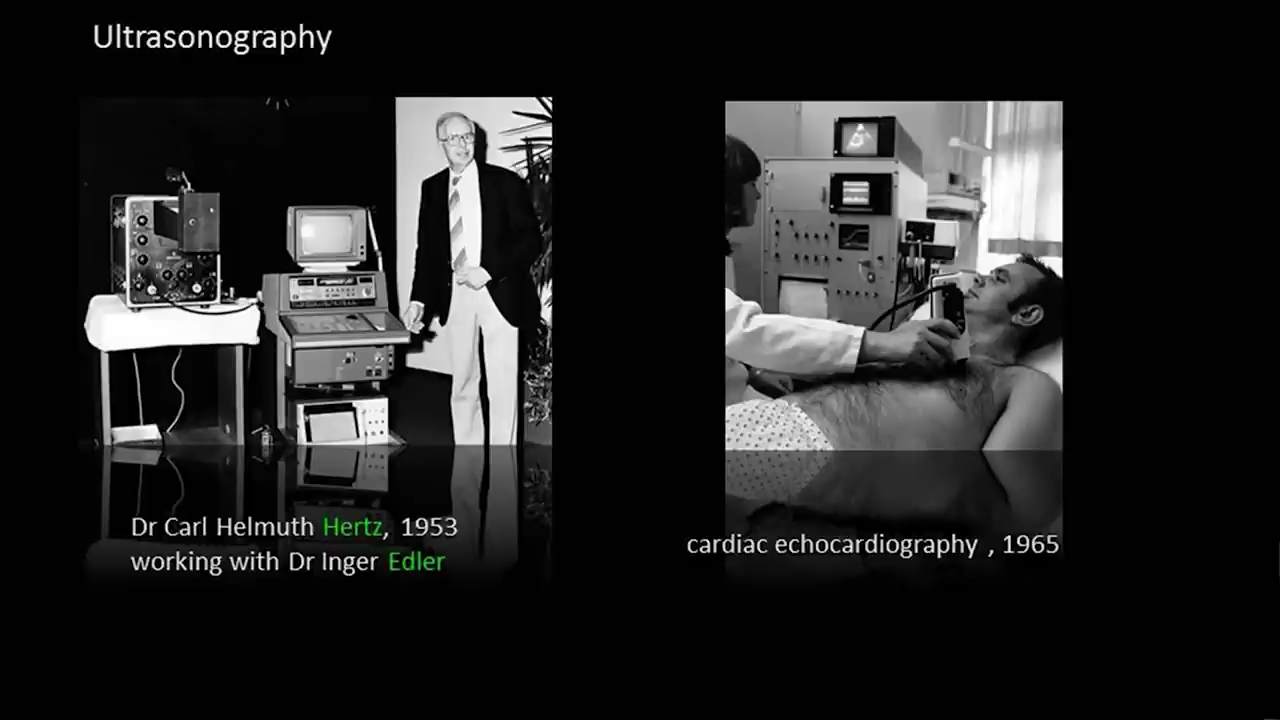 Ultrasonography
Dr Carl Helmuth Hertz, 1953
working with Dr Inger Edler
cardiac echocardiography , 1965